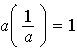 a(1/a) = 1